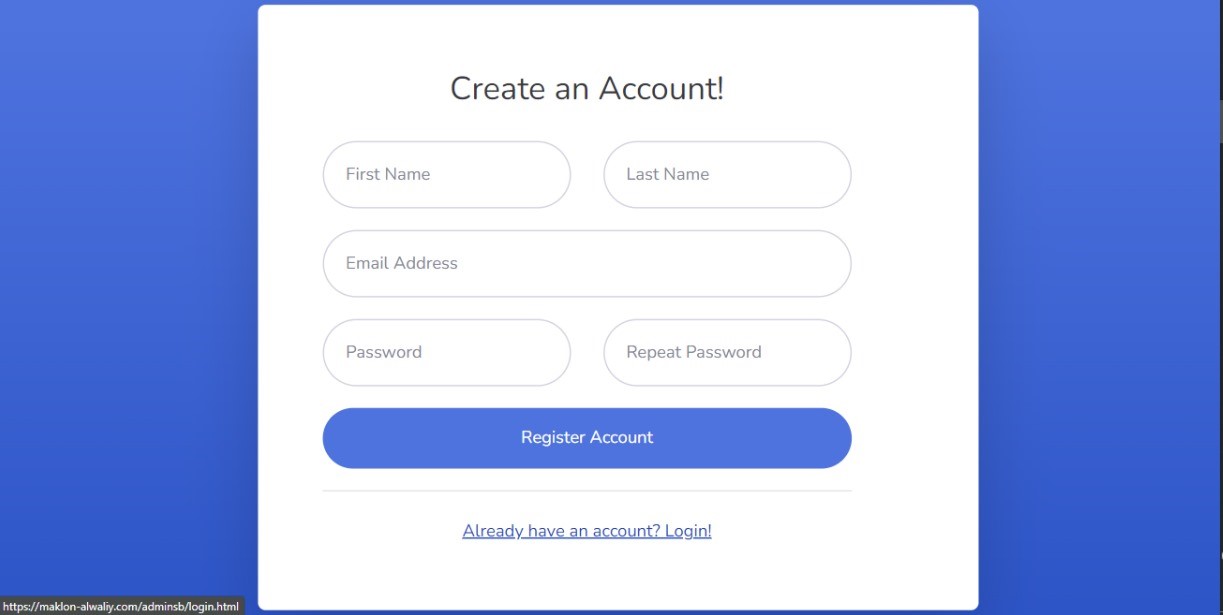 Create an Account!
First Name Last Name
Email Address
Password Repeat Password
Register Account
Already have an account? Login!
https://maklon-alwaliy.com/adminsb/login.html